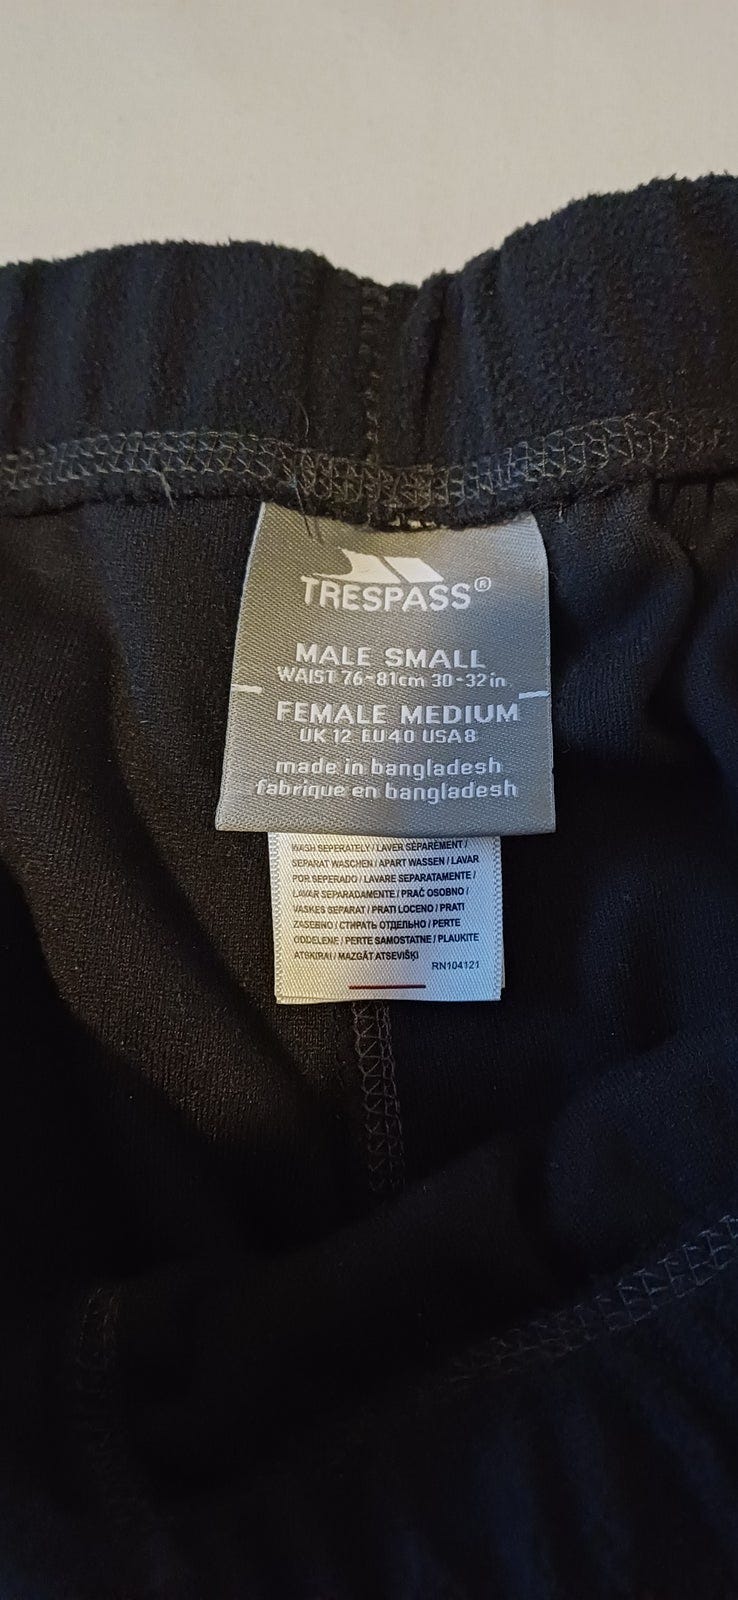 TRESPASS®
MALE SMALL
WAIST 76-81cm 30-32in
FEMALE MEDIUM
UK 12 EU40 USA8
made in bangladesh
fabrique en bangladesh
WASH SEPERATELY / LAVER SÉPARÉMENT /
SEPARAT WASCHEN / APART WASSEN / LAVAR
POR SEPERADO / LAVARE SEPARATAMENTE /
LAVAR SEPARADAMENTE / PRAĆ OSOBNO /
VASKES SEPARAT / PRATI LOCENO / PRATI
ZASEBNO / СТИРАТЬ ОТДЕЛЬНО / PERTE
ODDELENE / PERTE SAMOSTATNE / PLAUKITE
ATSKIRAI / MAZGĀT ATSEVIŠĶI
RN104121